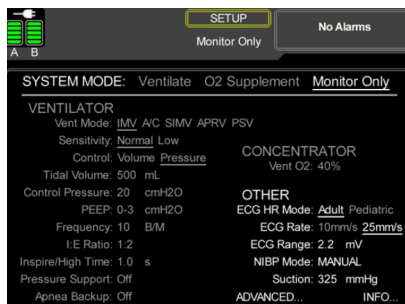 SETUP
Monitor Only
No Alarms
A B
SYSTEM MODE: Ventilate O2 Supplement Monitor Only
VENTILATOR
Vent Mode: IMV A/C SIMV APRV PSV
Sensitivity: Normal Low
Control: Volume Pressure
Tidal Volume: 500 mL
Control Pressure: 20 cmH2O
PEEP: 0-3 cmH2O
Frequency: 10 B/M
I:E Ratio: 1:2
Inspire/High Time: 1.0 s
Pressure Support: Off
Apnea Backup: Off
CONCENTRATOR
Vent O2: 40%
OTHER
ECG HR Mode: Adult Pediatric
ECG Rate: 10mm/s 25mm/s
ECG Range: 2.2 mV
NIBP Mode: MANUAL
Suction: 325 mmHg
ADVANCED... INFO...